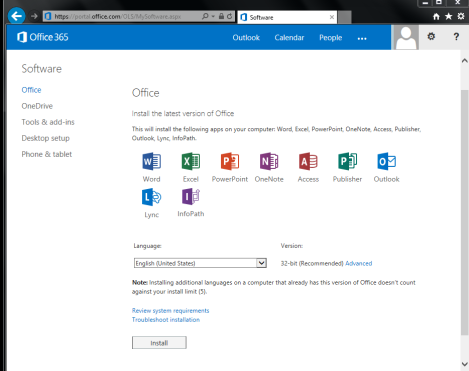 https://portal.office.com/OLS/MySoftware.aspx
Software
Office 365
Outlook Calendar People ...
?
Software
Office
OneDrive
Tools & add-ins
Desktop setup
Phone & tablet
Office
Install the latest version of Office
This will install the following apps on your computer: Word, Excel, PowerPoint, OneNote, Access, Publisher,
Outlook, Lync, InfoPath.
Word Excel PowerPoint OneNote Access Publisher Outlook
Lync InfoPath
Language: Version:
English (United States) 32-bit (Recommended) Advanced
Note: Installing additional languages on a computer that already has this version of Office doesn't count
against your install limit (5).
Review system requirements
Troubleshoot installation
Install